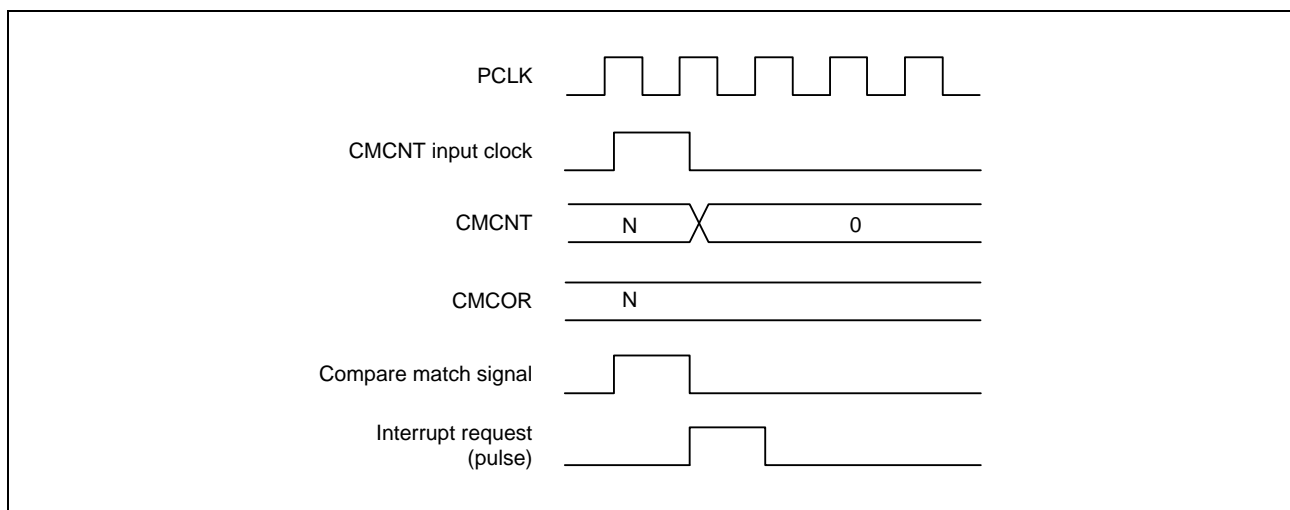 PCLK
CMCNT input clock
CMCNT
N
0
CMCOR
N
Compare match signal
Interrupt request
(pulse)